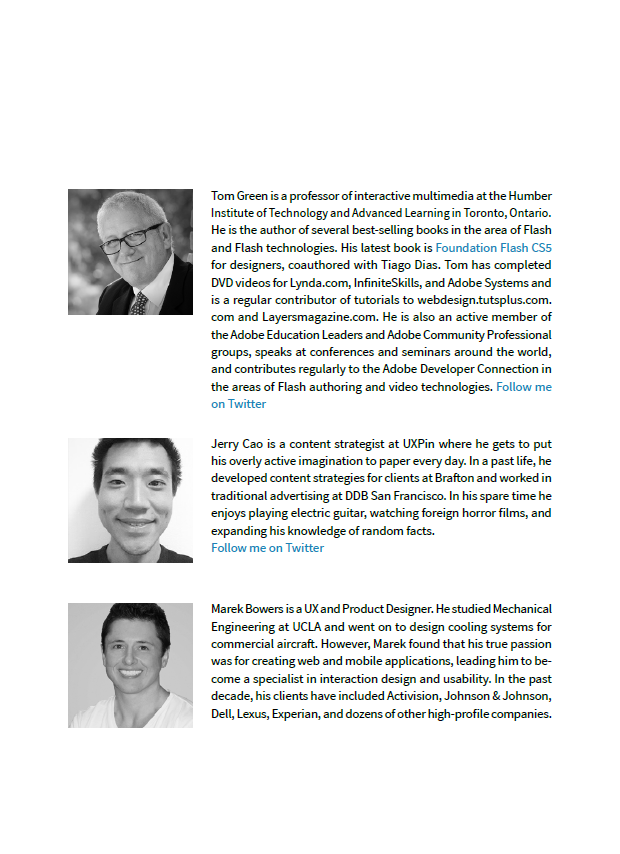 Tom Green is a professor of interactive multimedia at the Humber
Institute of Technology and Advanced Learning in Toronto, Ontario.
He is the author of several best-selling books in the area of Flash
and Flash technologies. His latest book is Foundation Flash CS5
for designers, coauthored with Tiago Dias. Tom has completed
DVD videos for Lynda.com, InfiniteSkills, and Adobe Systems and
is a regular contributor of tutorials to webdesign.tutsplus.com.
com and Layersmagazine.com. He is also an active member of
the Adobe Education Leaders and Adobe Community Professional
groups, speaks at conferences and seminars around the world,
and contributes regularly to the Adobe Developer Connection in
the areas of Flash authoring and video technologies. Follow me
on Twitter
Jerry Cao is a content strategist at UXPin where he gets to put
his overly active imagination to paper every day. In a past life, he
developed content strategies for clients at Brafton and worked in
traditional advertising at DDB San Francisco. In his spare time he
enjoys playing electric guitar, watching foreign horror films, and
expanding his knowledge of random facts.
Follow me on Twitter
Marek Bowers is a UX and Product Designer. He studied Mechanical
Engineering at UCLA and went on to design cooling systems for
commercial aircraft. However, Marek found that his true passion
was for creating web and mobile applications, leading him to be-
come a specialist in interaction design and usability. In the past
decade, his clients have included Activision, Johnson & Johnson,
Dell, Lexus, Experian, and dozens of other high-profile companies.